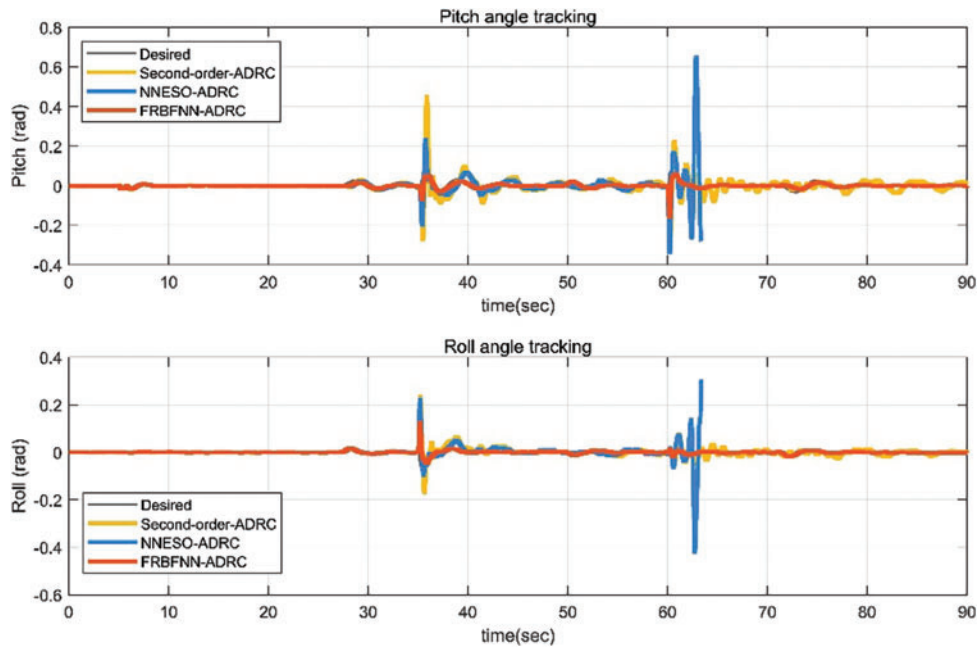 Pitch angle tracking
0.8
0.6
0.4
0.2
0
-0.2
-0.4
Pitch (rad)
Desired
Second-order-ADRC
NNESO-ADRC
FRBFNN-ADRC
0 10 20 30 40 50 60 70 80 90
time(sec)
Roll angle tracking
0.4
0.2
0
-0.2
-0.4
-0.6
Roll (rad)
Desired
Second-order-ADRC
NNESO-ADRC
FRBFNN-ADRC
0 10 20 30 40 50 60 70 80 90
time(sec)